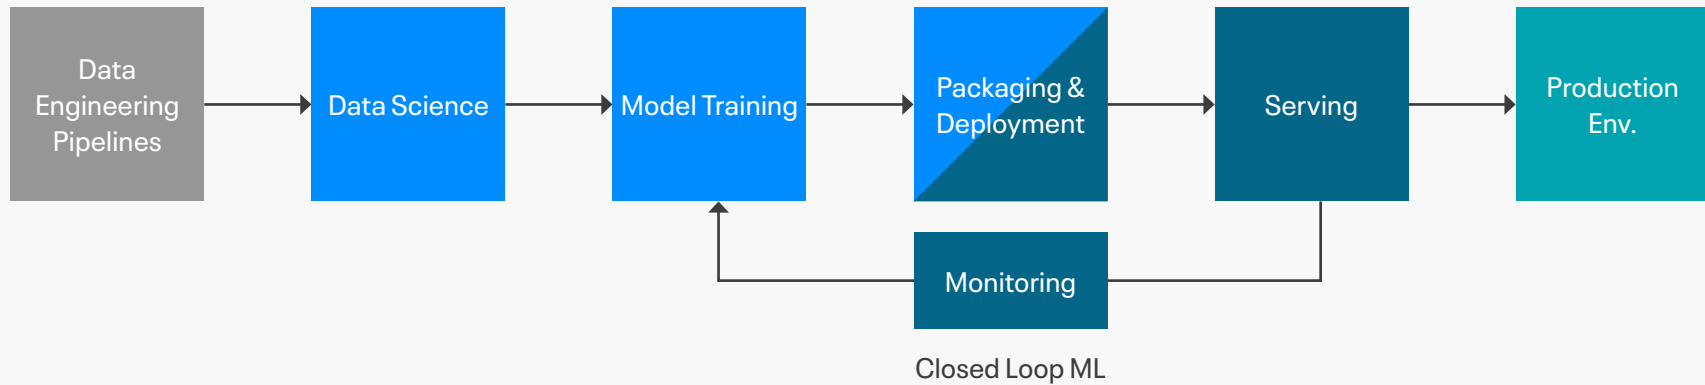 Data
Engineering
Pipelines
Data Science
Model Training
Packaging &
Deployment
Serving
Production
Env.
Monitoring
Closed Loop ML